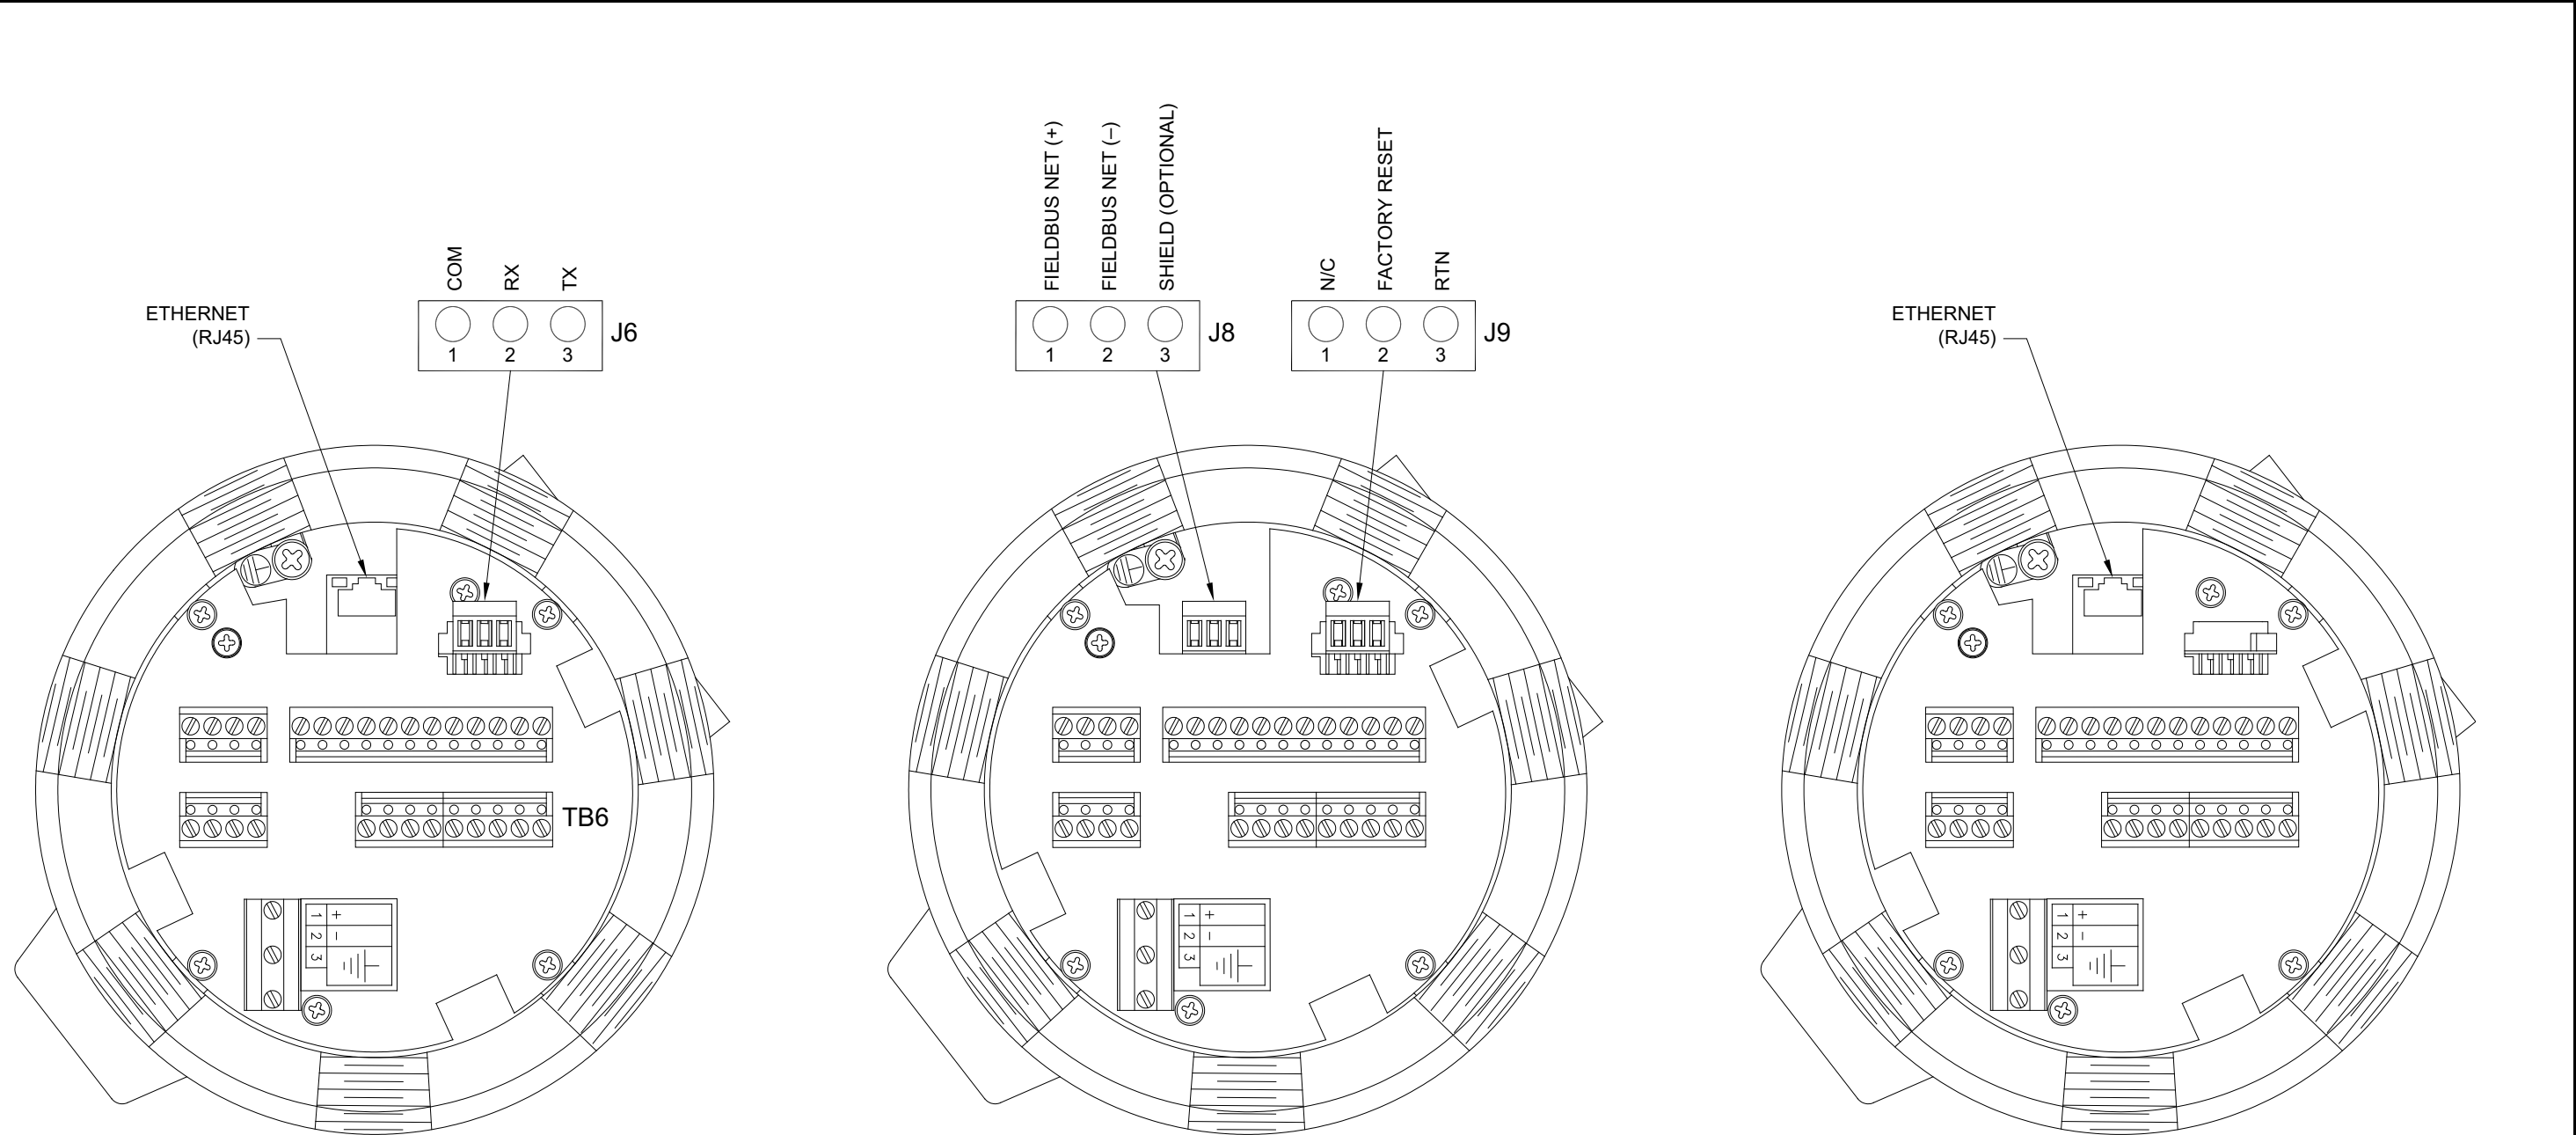 ETHERNET
(RJ45)
COM
RX
TX
1 2 3
J6
TB6
1 +
2 –
3
FIELDBUS NET (+)
FIELDBUS NET (–)
SHIELD (OPTIONAL)
1 2 3
J8
N/C
FACTORY RESET
RTN
1 2 3
J9
1 +
2 –
3
ETHERNET
(RJ45)
1 +
2 –
3